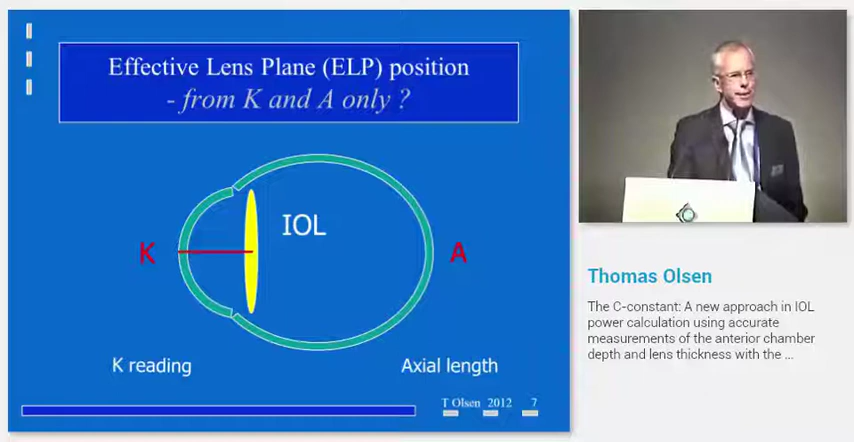 Effective Lens Plane (ELP) position
- from K and A only ?
IOL
K
A
K reading
Axial length
T Olsen 2012 7
Thomas Olsen
The C-constant: A new approach in IOL
power calculation using accurate
measurements of the anterior chamber
depth and lens thickness with the ...